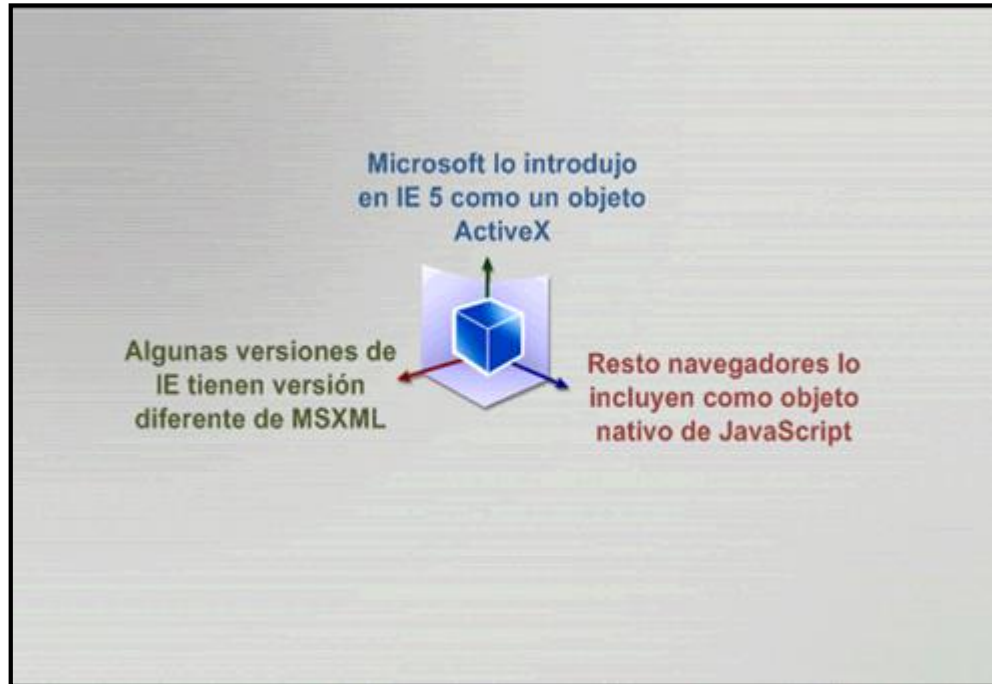 Microsoft lo introdujo
en IE 5 como un objeto
ActiveX
Algunas versiones de
IE tienen versión
diferente de MSXML
Resto navegadores lo
incluyen como objeto
nativo de JavaScript